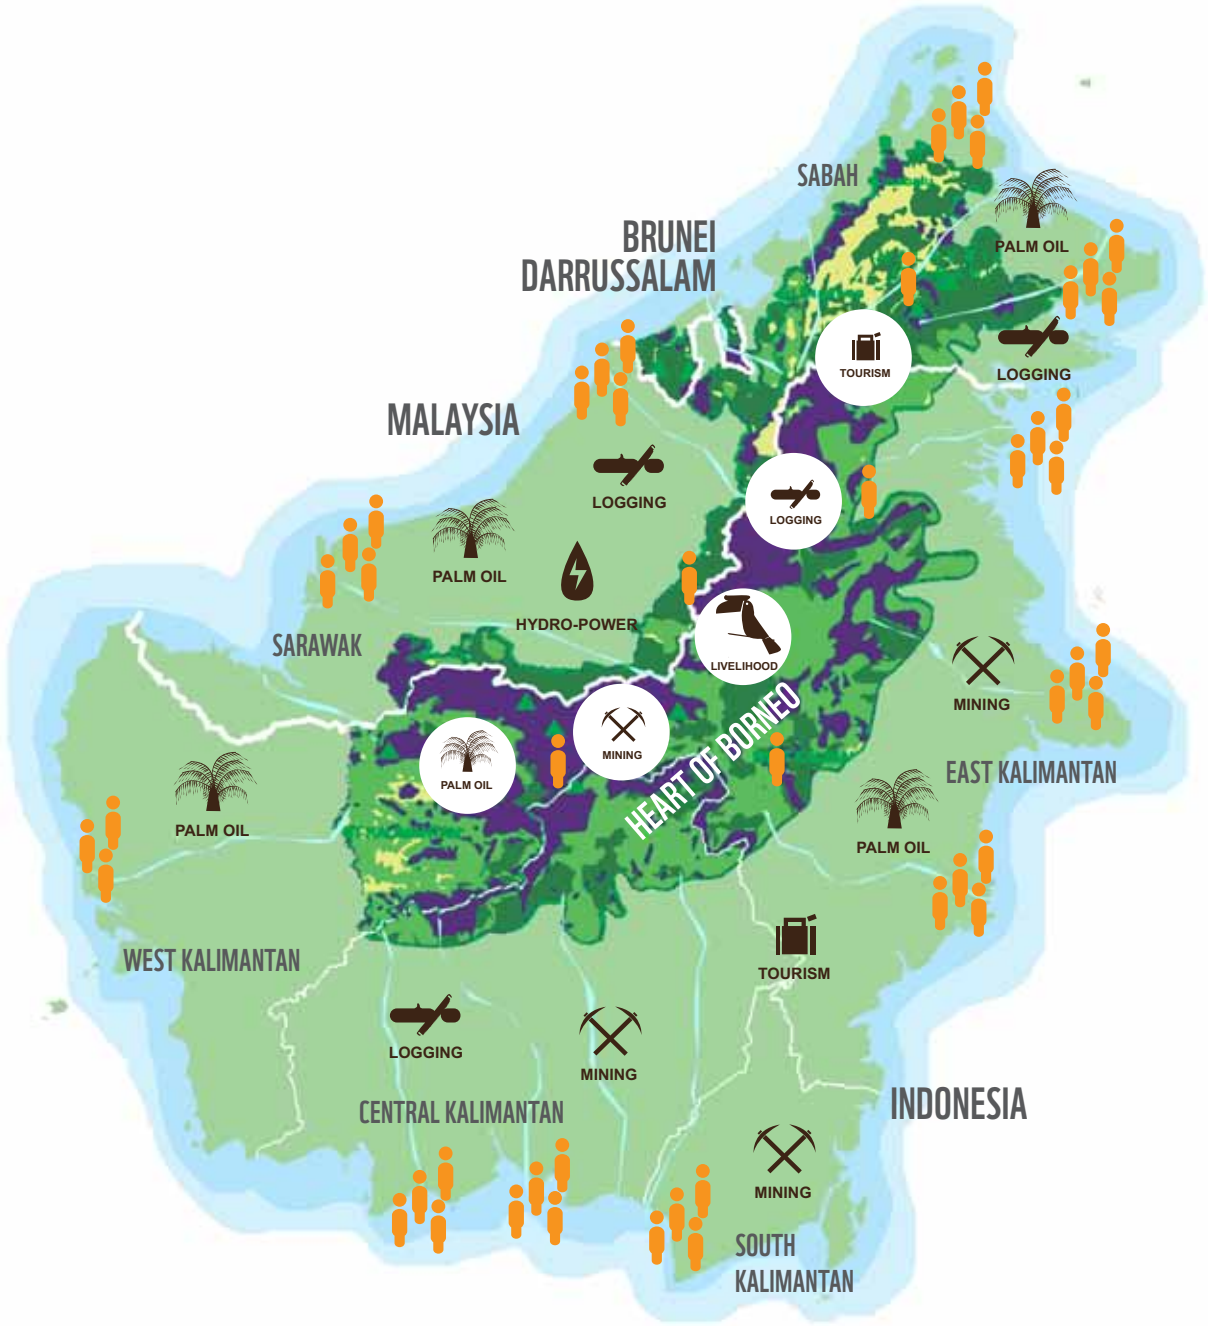 SABAH
PALM OIL
BRUNEI
DARRUSSALAM
TOURISM
LOGGING
MALAYSIA
LOGGING
LOGGING
PALM OIL
HYDRO-POWER
SARAWAK
LIVELIHOOD
MINING
MINING
PALM OIL
HEART OF BORNEO
EAST KALIMANTAN
PALM OIL
PALM OIL
WEST KALIMANTAN
TOURISM
LOGGING
MINING
CENTRAL KALIMANTAN
INDONESIA
MINING
SOUTH
KALIMANTAN